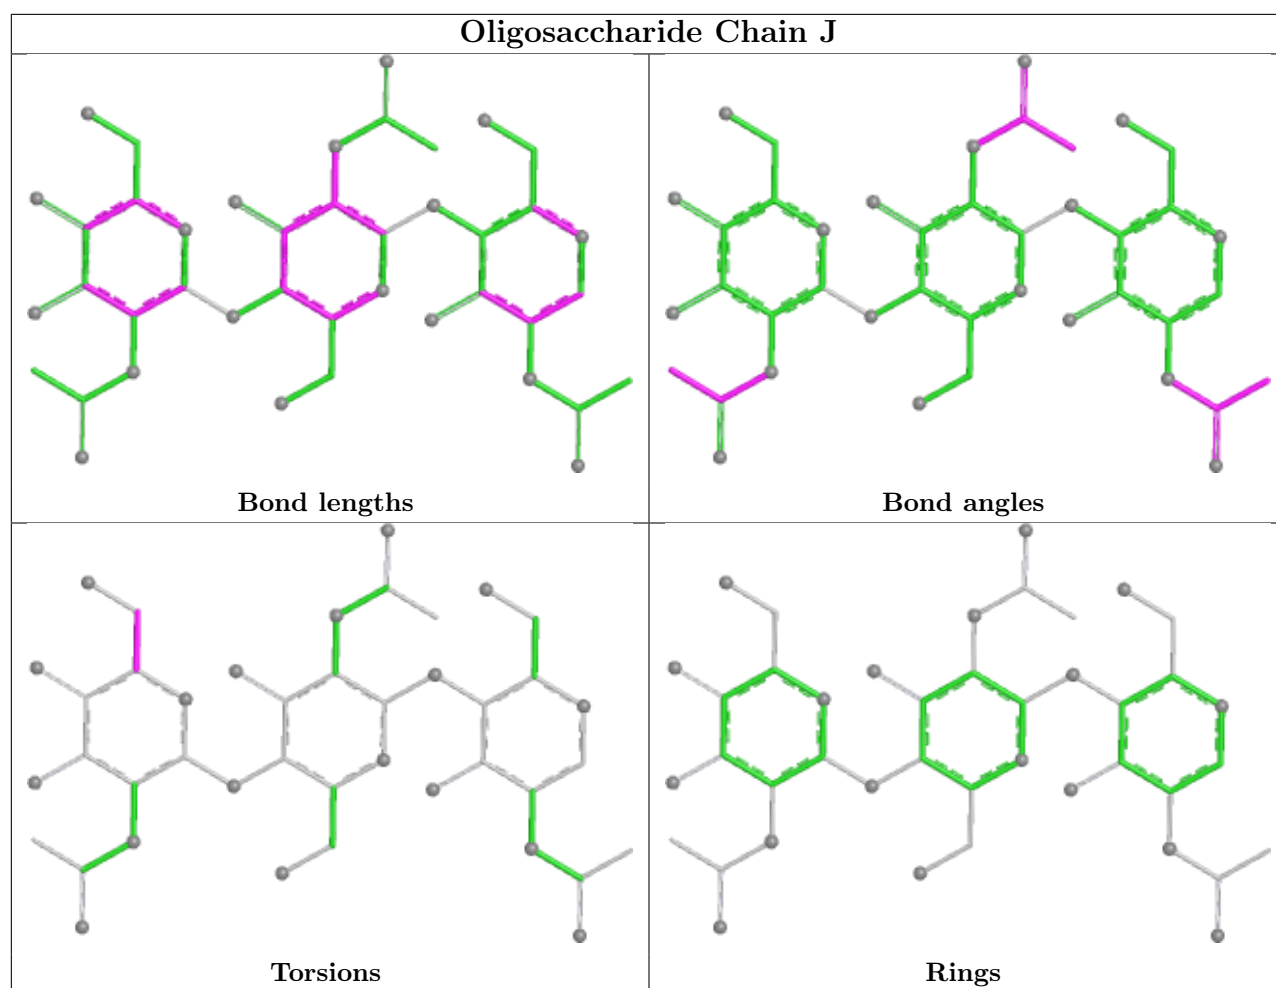 Oligosaccharide Chain J
Bond lengths
Bond angles
Torsions
Rings